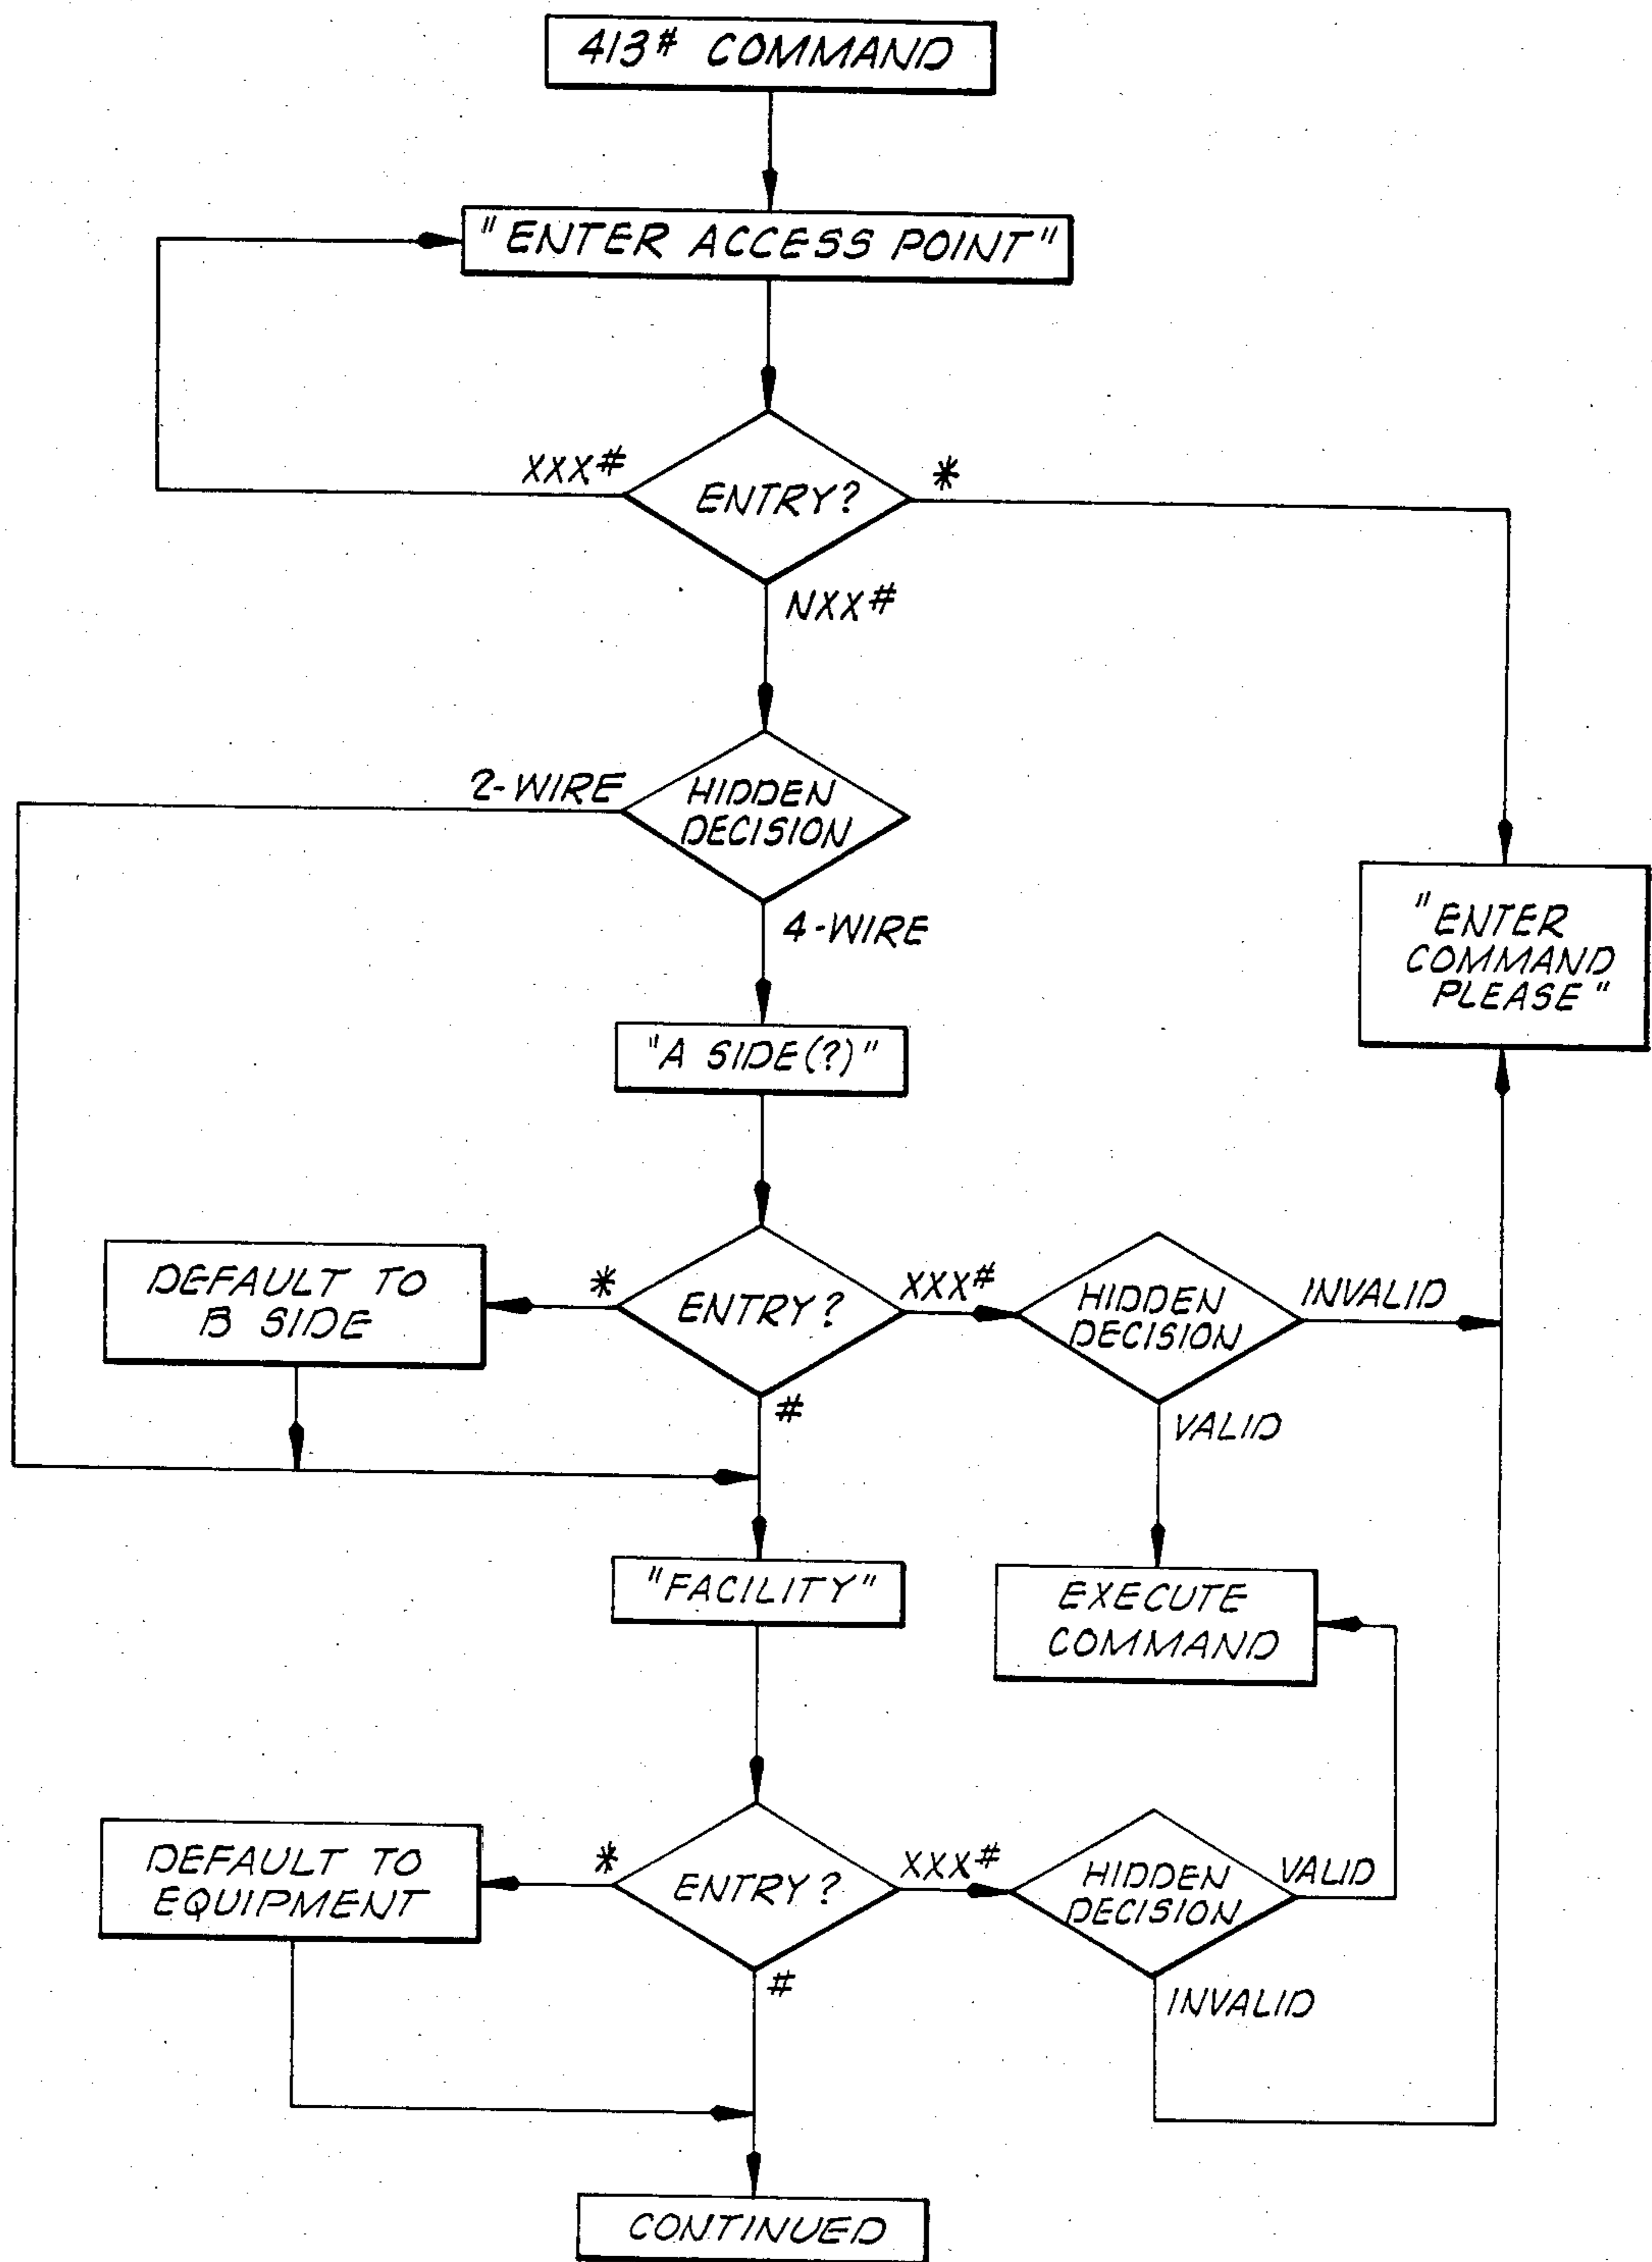 413# COMMAND
"ENTER ACCESS POINT"
XXX#
ENTRY?
*
NXX#
2-WIRE
HIDDEN
DECISION
4-WIRE
"ENTER
COMMAND
PLEASE"
"A SIDE(?)"
DEFAULT TO
B SIDE
*
ENTRY?
XXX#
HIDDEN
DECISION
INVALID
#
VALID
"FACILITY"
EXECUTE
COMMAND
DEFAULT TO
EQUIPMENT
*
ENTRY?
XXX#
HIDDEN
DECISION
VALID
#
INVALID
CONTINUED